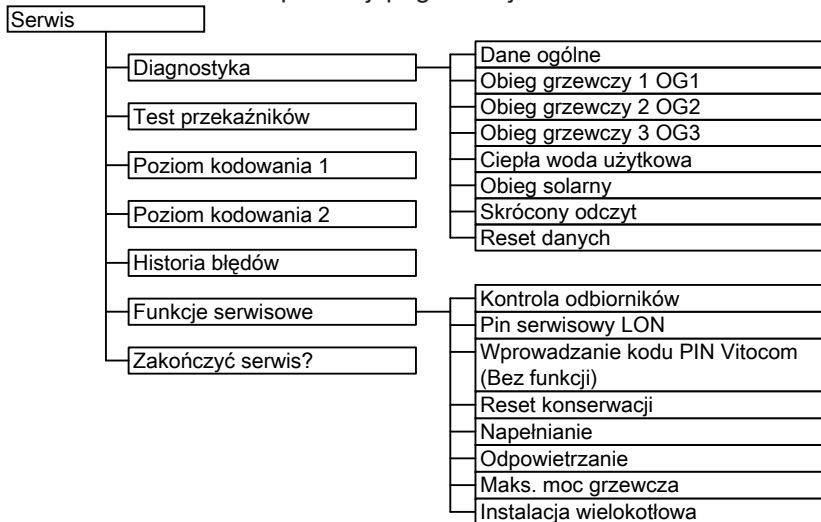 Serwis
Diagnostyka
Test przekaźników
Poziom kodowania 1
Poziom kodowania 2
Historia błędów
Funkcje serwisowe
Zakończyć serwis?
Dane ogólne
Obieg grzewczy 1 OG1
Obieg grzewczy 2 OG2
Obieg grzewczy 3 OG3
Ciepła woda użytkowa
Obieg solarny
Skrócony odczyt
Reset danych
Kontrola odbiorników
Pin serwisowy LON
Wprowadzanie kodu PIN Vitocom
(Bez funkcji)
Reset konserwacji
Napełnianie
Odpowietrzanie
Maks. moc grzewcza
Instalacja wielokotłowa